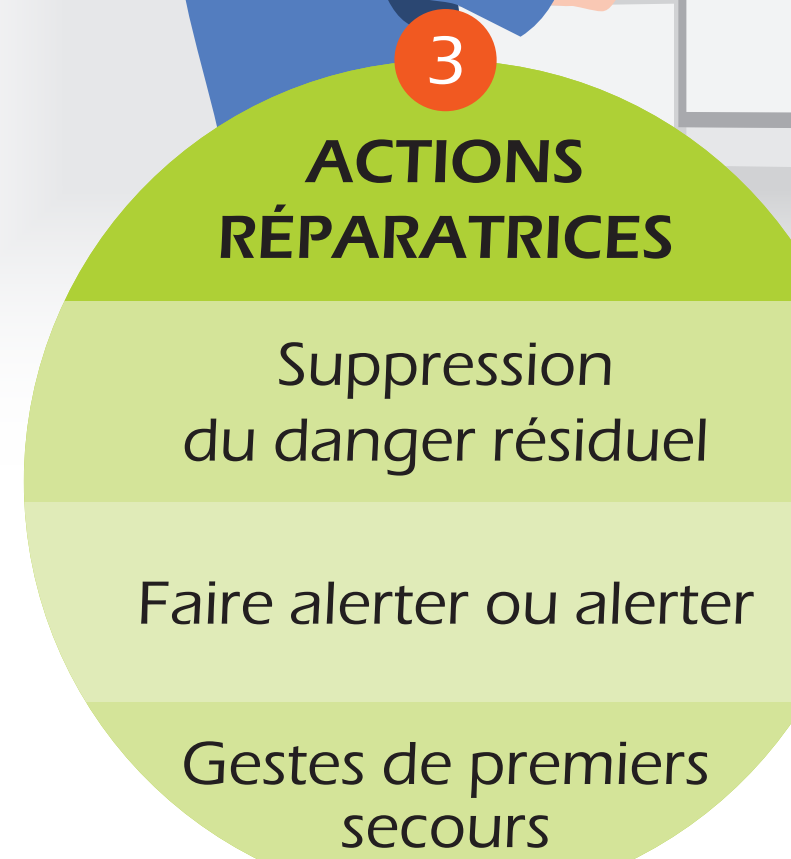 3
ACTIONS
RÉPARATRICES
Suppression
du danger résiduel
Faire alerter ou alerter
Gestes de premiers
secours